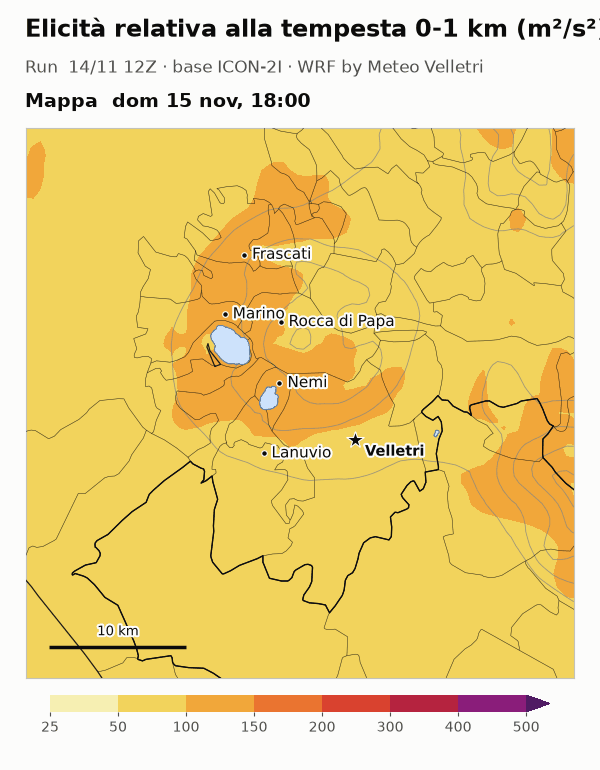 Elicità relativa alla tempesta 0-1 km (m²/s²)
Run 14/11 12Z · base ICON-2I · WRF by Meteo Velletri
Mappa dom 15 nov, 18:00
Frascati
Marino
Rocca di Papa
Nemi
Lanuvio
Velletri
10 km
25 50 100 150 200 300 400 500